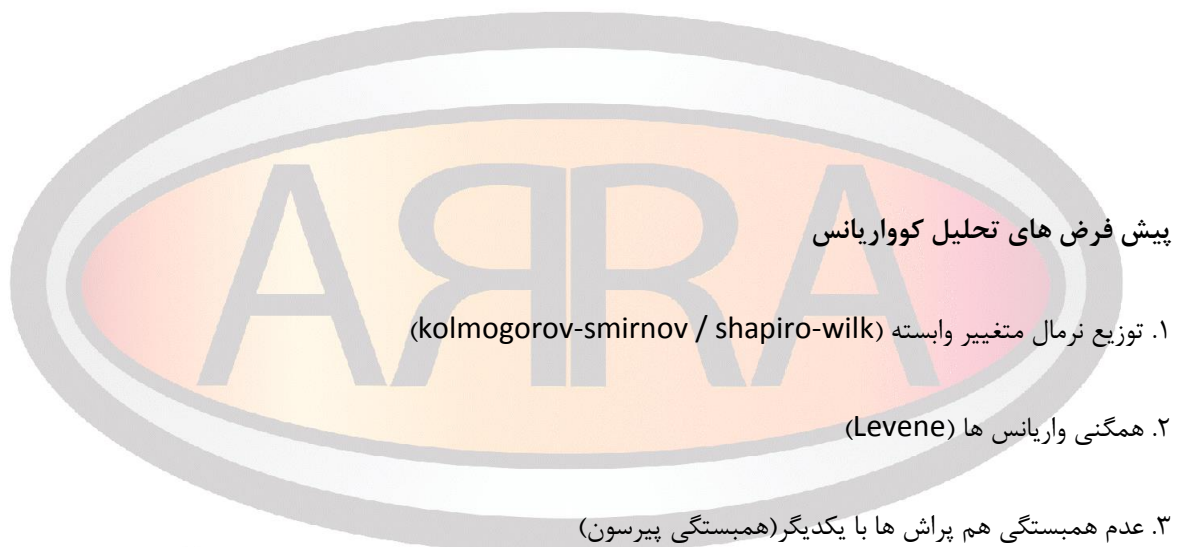 AЯRA
پیش فرض های تحلیل کوواریانس
۱. توزیع نرمال متغییر وابسته (kolmogorov-smirnov / shapiro-wilk)
۲. همگنی واریانس ها (Levene)
۳. عدم همبستگی هم پراش ها با یکدیگر(همبستگی پیرسون)